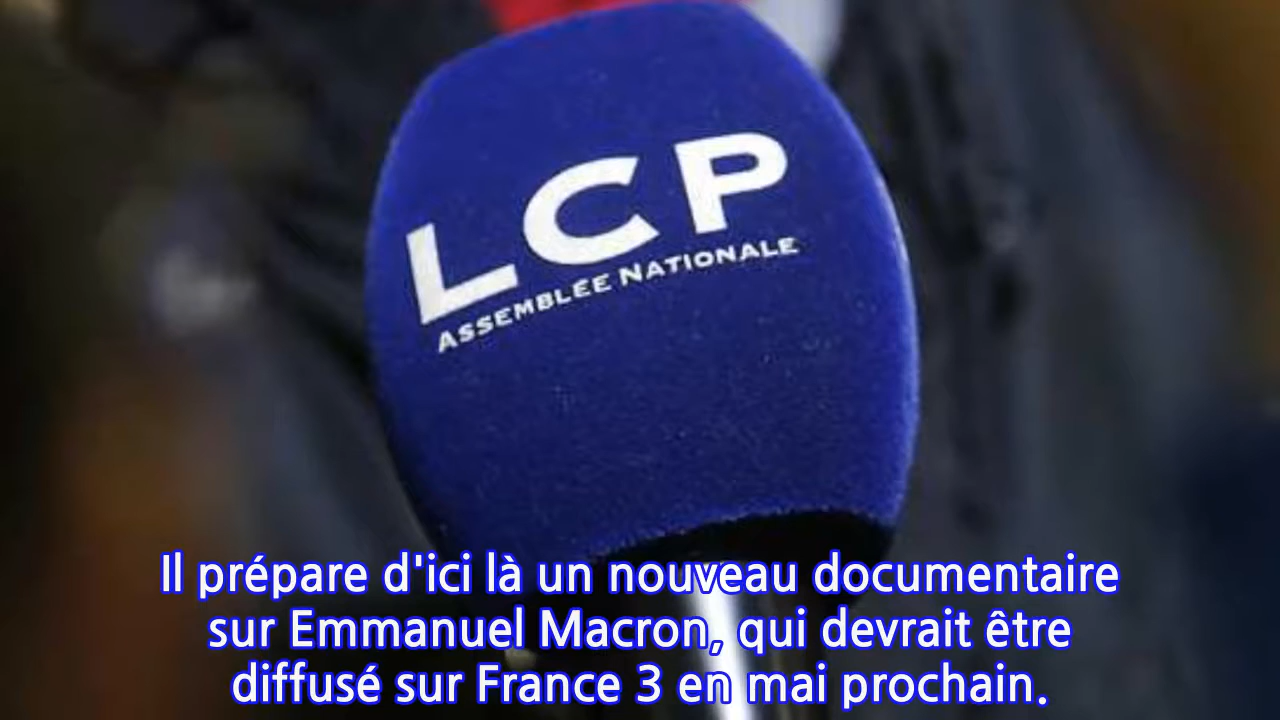 LCP
ASSEMBLÉE NATIONALE
Il prépare d'ici là un nouveau documentaire
sur Emmanuel Macron, qui devrait être
diffusé sur France 3 en mai prochain.